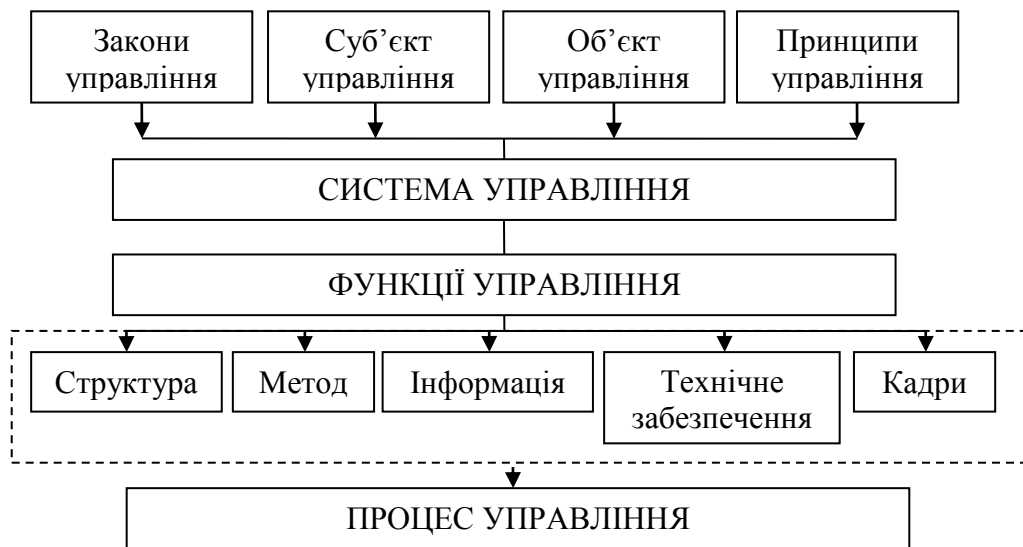 Закони
управління
Суб’єкт
управління
Об’єкт
управління
Принципи
управління
СИСТЕМА УПРАВЛІННЯ
ФУНКЦІЇ УПРАВЛІННЯ
Структура
Метод
Інформація
Технічне
забезпечення
Кадри
ПРОЦЕС УПРАВЛІННЯ